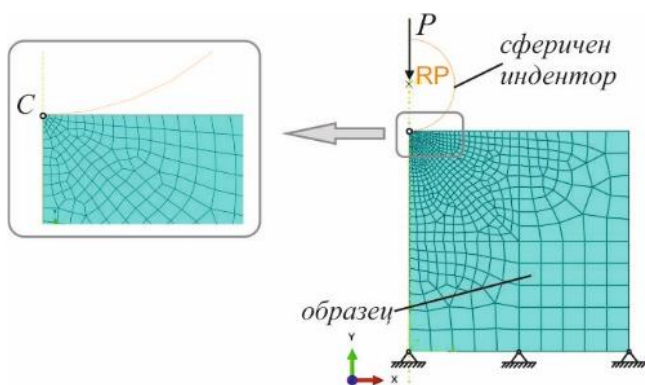 P
сферичен
индентор
RP
C
образец
Y
X